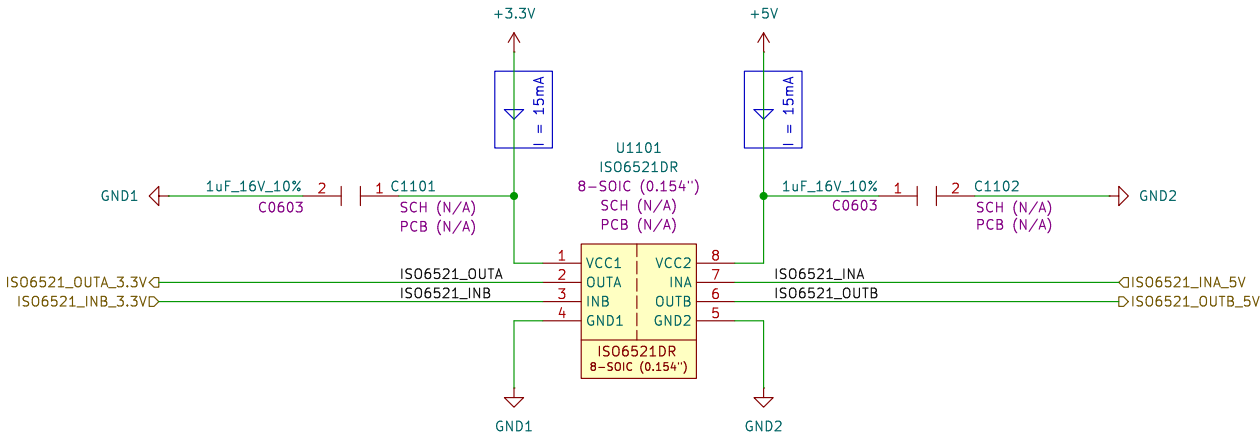 +3.3V
+5V
I = 15mA
I = 15mA
U1101
ISO6521DR
8-SOIC (0.154")
SCH (N/A)
PCB (N/A)
GND1
1uF_16V_10%
C0603
2
1
C1101
SCH (N/A)
PCB (N/A)
1uF_16V_10%
C0603
1
2
C1102
SCH (N/A)
PCB (N/A)
GND2
1 VCC1 VCC2 8
ISO6521_OUTA_3.3V ISO6521_OUTA 2 OUTA INA 7 ISO6521_INA ISO6521_INA_5V
ISO6521_INB_3.3V ISO6521_INB 3 INB OUTB 6 ISO6521_OUTB ISO6521_OUTB_5V
4 GND1 GND2 5
ISO6521DR
8-SOIC (0.154")
GND1
GND2